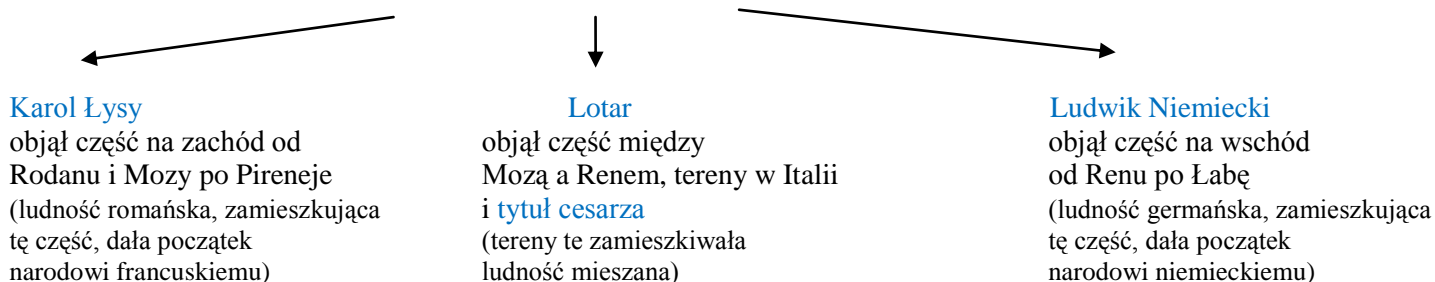 Karol Łysy
objął część na zachód od
Rodanu i Mozy po Pireneje
(ludność romańska, zamieszkująca
tę część, dała początek
narodowi francuskiemu)
Lotar
objął część między
Mozą a Renem, tereny w Italii
i tytuł cesarza
(tereny te zamieszkiwała
ludność mieszana)
Ludwik Niemiecki
objął część na wschód
od Renu po Łabę
(ludność germańska, zamieszkująca
tę część, dała początek
narodowi niemieckiemu)